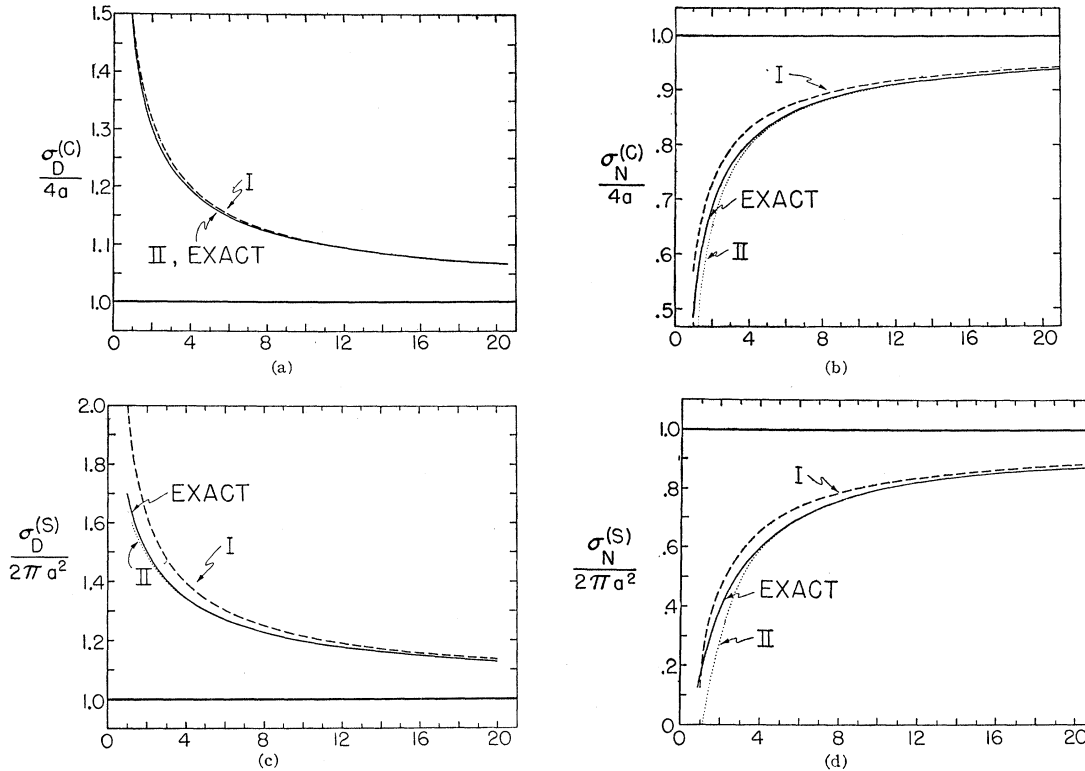 1.5
1.4
1.3
1.2
1.1
1.0
σ_D^(C)
4a
I
II, EXACT
0 4 8 12 16 20
(a)
1.0
.9
.8
.7
.6
.5
σ_N^(C)
4a
I
EXACT
II
0 4 8 12 16 20
(b)
2.0
1.8
1.6
1.4
1.2
1.0
σ_D^(S)
2πa²
EXACT
I
II
0 4 8 12 16 20
(c)
1.0
.8
.6
.4
.2
0
σ_N^(S)
2πa²
I
EXACT
II
0 4 8 12 16 20
(d)